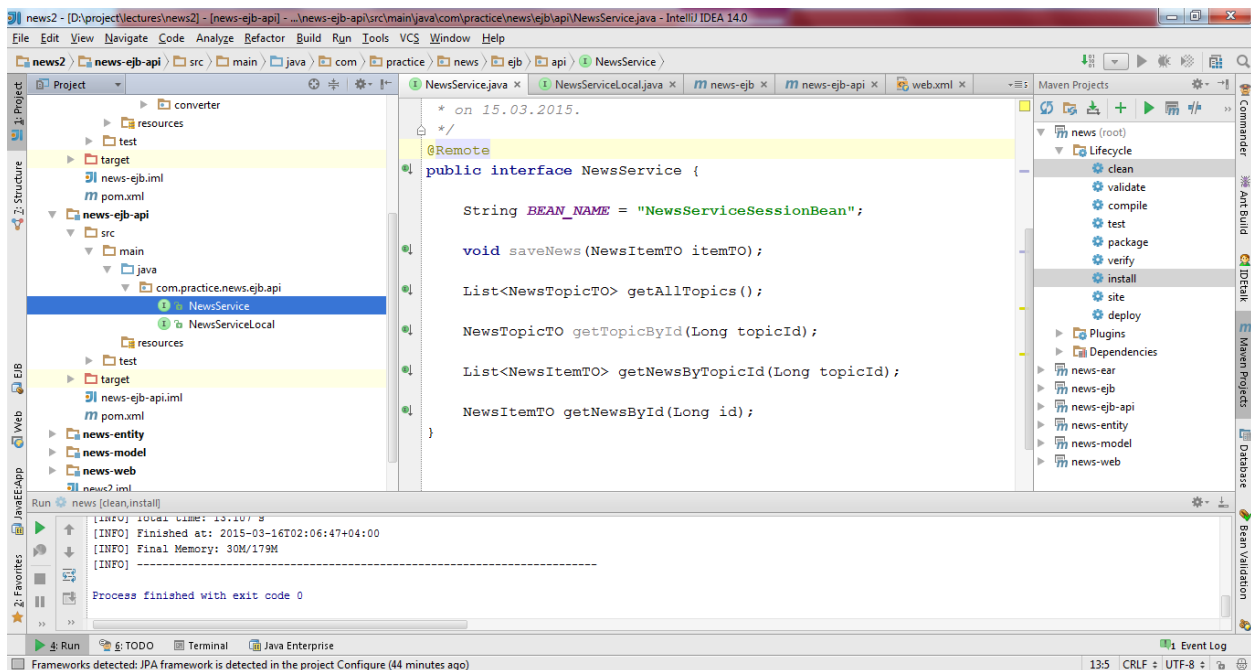 news2 - [D:\project\lectures\news2] - [news-ejb-api] - ...\news-ejb-api\src\main\java\com\practice\news\ejb\api\NewsService.java - IntelliJ IDEA 14.0
File Edit View Navigate Code Analyze Refactor Build Run Tools VCS Window Help
news2 news-ejb-api src main java com practice news ejb api NewsService
1: Project
Z: Structure
EJB
Web
JavaEE:App
2: Favorites
Project
converter
resources
test
target
news-ejb.iml
pom.xml
news-ejb-api
src
main
java
com.practice.news.ejb.api
NewsService
NewsServiceLocal
resources
test
target
news-ejb-api.iml
pom.xml
news-entity
news-model
news-web
news2.iml
NewsService.java NewsServiceLocal.java news-ejb news-ejb-api web.xml
* on 15.03.2015.
*/
@Remote
public interface NewsService {
String BEAN_NAME = "NewsServiceSessionBean";
void saveNews(NewsItemTO itemTO);
List<NewsTopicTO> getAllTopics();
NewsTopicTO getTopicById(Long topicId);
List<NewsItemTO> getNewsByTopicId(Long topicId);
NewsItemTO getNewsById(Long id);
}
Maven Projects
news (root)
Lifecycle
clean
validate
compile
test
package
verify
install
site
deploy
Plugins
Dependencies
news-ear
news-ejb
news-ejb-api
news-entity
news-model
news-web
Commander
Ant Build
IDEtalk
Maven Projects
Database
Bean Validation
Run news [clean,install]
[INFO] Total time: 13.107 s
[INFO] Finished at: 2015-03-16T02:06:47+04:00
[INFO] Final Memory: 30M/179M
[INFO] ------------------------------------------------------------------------
Process finished with exit code 0
4: Run 6: TODO Terminal Java Enterprise 1 Event Log
Frameworks detected: JPA framework is detected in the project Configure (44 minutes ago) 13:5 CRLF UTF-8